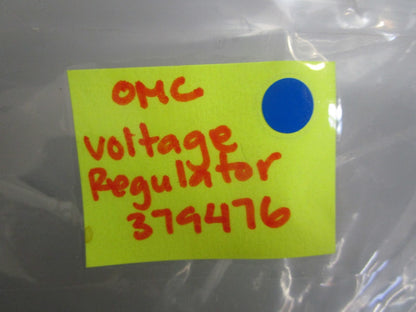 OMC
Voltage
Regulator
379476